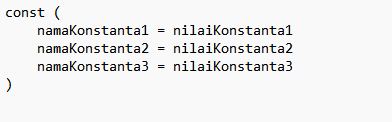 const (
    namaKonstanta1 = nilaiKonstanta1
    namaKonstanta2 = nilaiKonstanta2
    namaKonstanta3 = nilaiKonstanta3
)